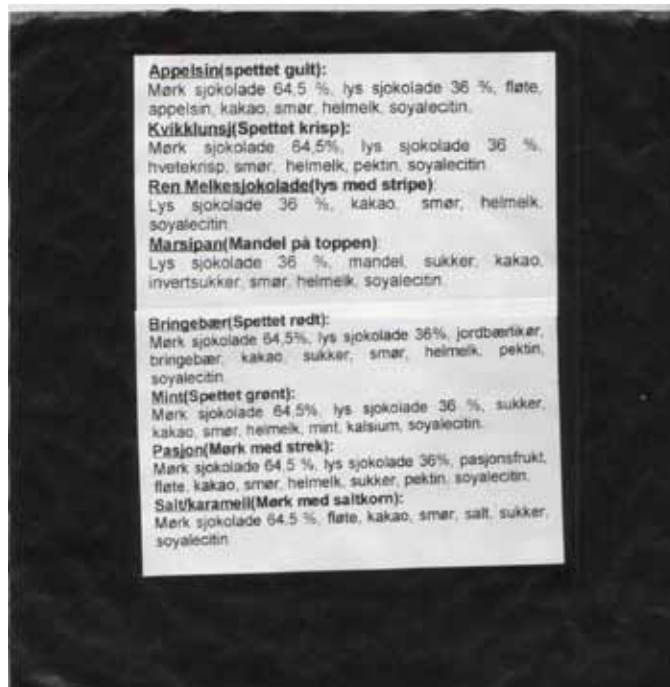 Appelsin(spettet gult):
Mørk sjokolade 64,5 %, lys sjokolade 36 %, fløte,
appelsin, kakao, smør, helmelk, soyalecitin.
Kvikklunsj(Spettet krisp):
Mørk sjokolade 64,5%, lys sjokolade 36 %,
hvetekrisp, smør, helmelk, pektin, soyalecitin
Ren Melkesjokolade(lys med stripe):
Lys sjokolade 36 %, kakao, smør, helmelk,
soyalecitin
Marsipan(Mandel på toppen):
Lys sjokolade 36 %, mandel, sukker, kakao,
invertsukker, smør, helmelk, soyalecitin.
Bringebær(Spettet rødt):
Mørk sjokolade 64,5%, lys sjokolade 36%, jordbærlikør,
bringebær, kakao, sukker, smør, helmelk, pektin,
soyalecitin
Mint(Spettet grønt):
Mørk sjokolade 64,5%, lys sjokolade 36 %, sukker,
kakao, smør, helmelk, mint, kalsium, soyalecitin.
Pasjon(Mørk med strek):
Mørk sjokolade 64,5 %, lys sjokolade 36%, pasjonsfrukt,
fløte, kakao, smør, helmelk, sukker, pektin, soyalecitin.
Salt/karamell(Mørk med saltkorn):
Mørk sjokolade 64,5 %, fløte, kakao, smør, salt, sukker,
soyalecitin